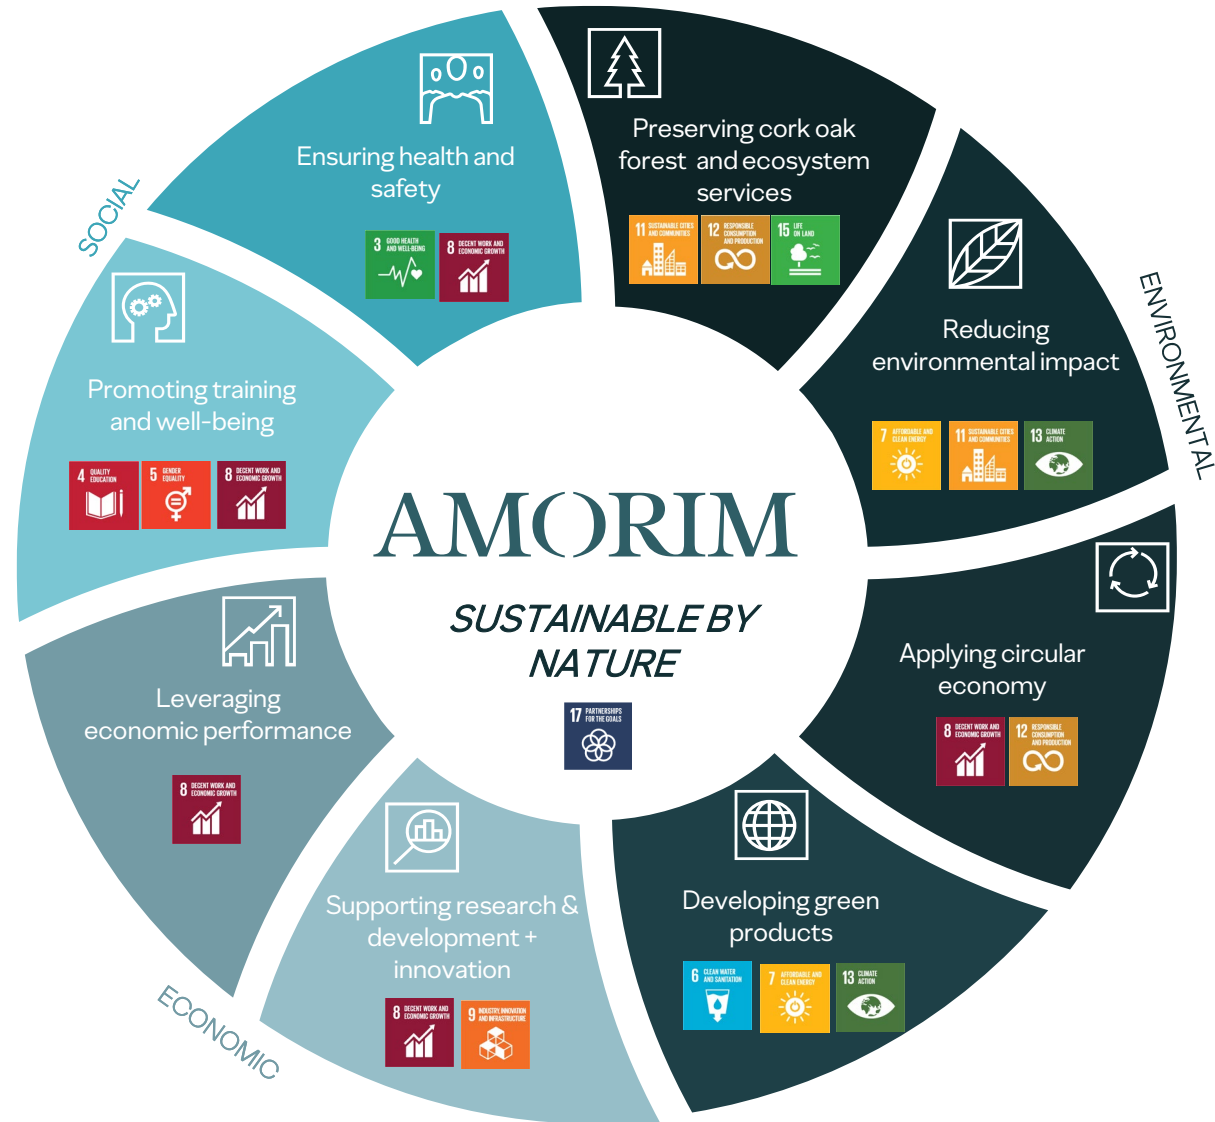 Preserving cork oak
forest and ecosystem
services
11 SUSTAINABLE CITIES
AND COMMUNITIES
12 RESPONSIBLE
CONSUMPTION
AND PRODUCTION
15 LIFE
ON LAND
ENVIRONMENTAL
Reducing
environmental impact
7 AFFORDABLE AND
CLEAN ENERGY
11 SUSTAINABLE CITIES
AND COMMUNITIES
13 CLIMATE
ACTION
Applying circular
economy
8 DECENT WORK AND
ECONOMIC GROWTH
12 RESPONSIBLE
CONSUMPTION
AND PRODUCTION
Developing green
products
6 CLEAN WATER
AND SANITATION
7 AFFORDABLE AND
CLEAN ENERGY
13 CLIMATE
ACTION
ECONOMIC
Supporting research &
development +
innovation
8 DECENT WORK AND
ECONOMIC GROWTH
9 INDUSTRY, INNOVATION
AND INFRASTRUCTURE
Leveraging
economic performance
8 DECENT WORK AND
ECONOMIC GROWTH
SOCIAL
Promoting training
and well-being
4 QUALITY
EDUCATION
5 GENDER
EQUALITY
8 DECENT WORK AND
ECONOMIC GROWTH
Ensuring health and
safety
3 GOOD HEALTH
AND WELL-BEING
8 DECENT WORK AND
ECONOMIC GROWTH
AMORIM
SUSTAINABLE BY
NATURE
17 PARTNERSHIPS
FOR THE GOALS